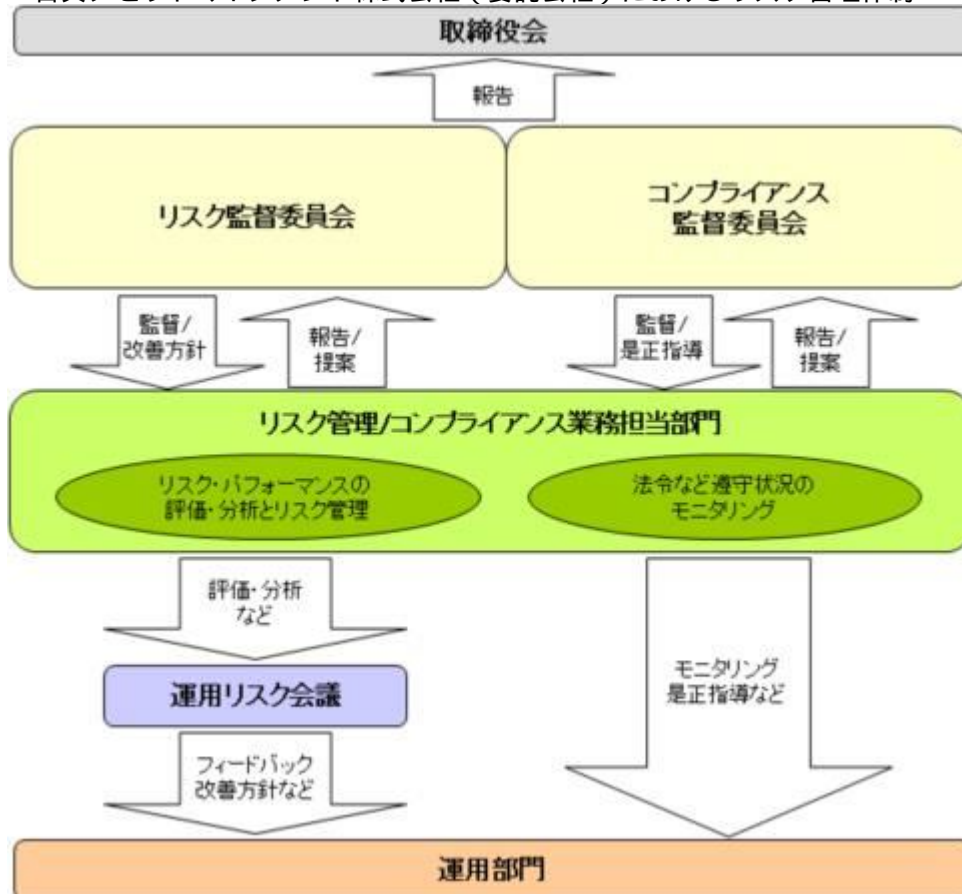 取締役会
報告
リスク監督委員会
コンプライアンス
監督委員会
監督/
改善方針
報告/
提案
監督/
是正指導
報告/
提案
リスク管理/コンプライアンス業務担当部門
リスク・パフォーマンスの
評価・分析とリスク管理
法令など遵守状況の
モニタリング
評価・分析
など
運用リスク会議
モニタリング
是正指導など
フィードバック
改善方針など
運用部門